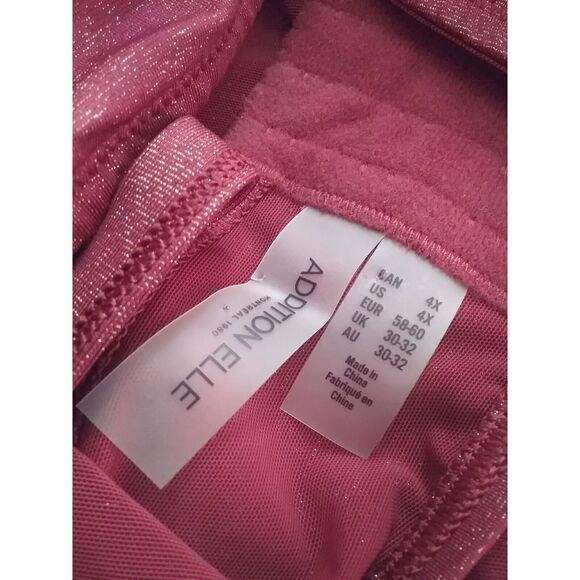 ADDITION ELLE
MONTREAL 1980
CAN 4X
US 4X
EUR 58-60
UK 30-32
AU 30-32
Made in
China
Fabriqué en
Chine